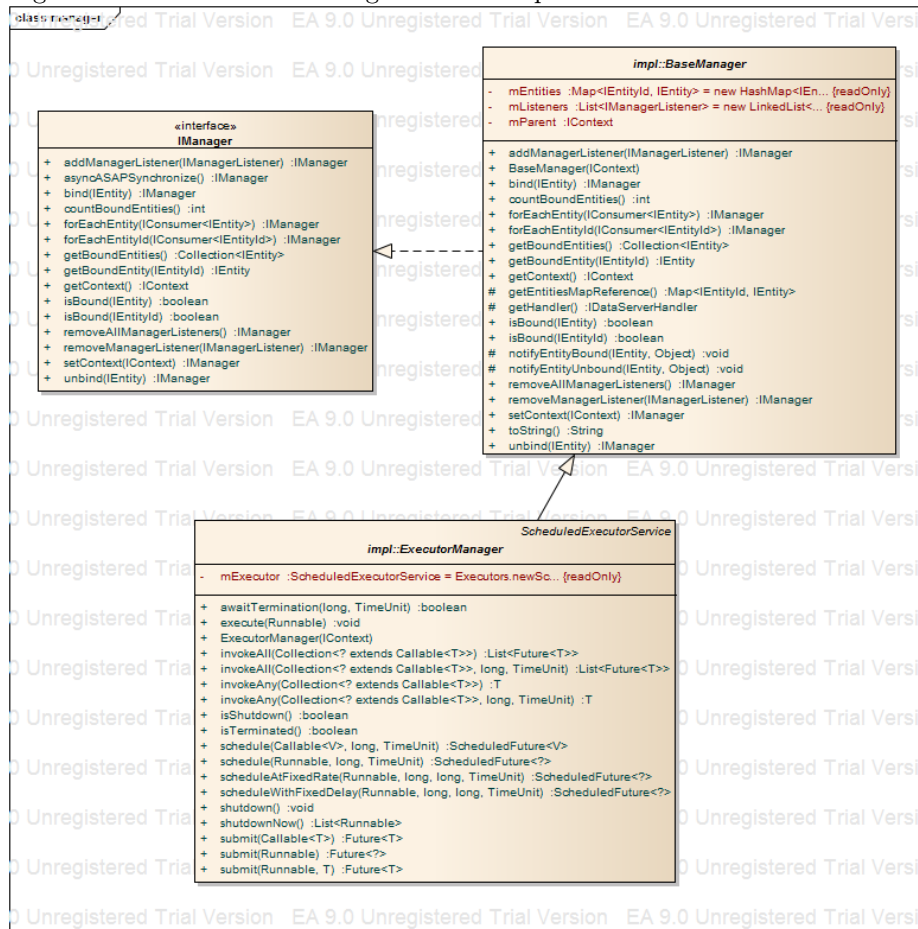 class manager
impl::BaseManager
- mEntities :Map<IEntityId, IEntity> = new HashMap<IEn... {readOnly}
- mListeners :List<IManagerListener> = new LinkedList<... {readOnly}
- mParent :IContext
+ addManagerListener(IManagerListener) :IManager
+ BaseManager(IContext)
+ bind(IEntity) :IManager
+ countBoundEntities() :int
+ forEachEntity(IConsumer<IEntity>) :IManager
+ forEachEntityId(IConsumer<IEntityId>) :IManager
+ getBoundEntities() :Collection<IEntity>
+ getBoundEntity(IEntityId) :IEntity
+ getContext() :IContext
# getEntitiesMapReference() :Map<IEntityId, IEntity>
# getHandler() :IDataServerHandler
+ isBound(IEntity) :boolean
+ isBound(IEntityId) :boolean
# notifyEntityBound(IEntity, Object) :void
# notifyEntityUnbound(IEntity, Object) :void
+ removeAllManagerListeners() :IManager
+ removeManagerListener(IManagerListener) :IManager
+ setContext(IContext) :IManager
+ toString() :String
+ unbind(IEntity) :IManager
«interface»
IManager
+ addManagerListener(IManagerListener) :IManager
+ asyncASAPSynchronize() :IManager
+ bind(IEntity) :IManager
+ countBoundEntities() :int
+ forEachEntity(IConsumer<IEntity>) :IManager
+ forEachEntityId(IConsumer<IEntityId>) :IManager
+ getBoundEntities() :Collection<IEntity>
+ getBoundEntity(IEntityId) :IEntity
+ getContext() :IContext
+ isBound(IEntity) :boolean
+ isBound(IEntityId) :boolean
+ removeAllManagerListeners() :IManager
+ removeManagerListener(IManagerListener) :IManager
+ setContext(IContext) :IManager
+ unbind(IEntity) :IManager
ScheduledExecutorService
impl::ExecutorManager
- mExecutor :ScheduledExecutorService = Executors.newSc... {readOnly}
+ awaitTermination(long, TimeUnit) :boolean
+ execute(Runnable) :void
+ ExecutorManager(IContext)
+ invokeAll(Collection<? extends Callable<T>>) :List<Future<T>>
+ invokeAll(Collection<? extends Callable<T>>, long, TimeUnit) :List<Future<T>>
+ invokeAny(Collection<? extends Callable<T>>) :T
+ invokeAny(Collection<? extends Callable<T>>, long, TimeUnit) :T
+ isShutdown() :boolean
+ isTerminated() :boolean
+ schedule(Callable<V>, long, TimeUnit) :ScheduledFuture<V>
+ schedule(Runnable, long, TimeUnit) :ScheduledFuture<?>
+ scheduleAtFixedRate(Runnable, long, long, TimeUnit) :ScheduledFuture<?>
+ scheduleWithFixedDelay(Runnable, long, long, TimeUnit) :ScheduledFuture<?>
+ shutdown() :void
+ shutdownNow() :List<Runnable>
+ submit(Callable<T>) :Future<T>
+ submit(Runnable) :Future<?>
+ submit(Runnable, T) :Future<T>
EA 9.0 Unregistered Trial Version